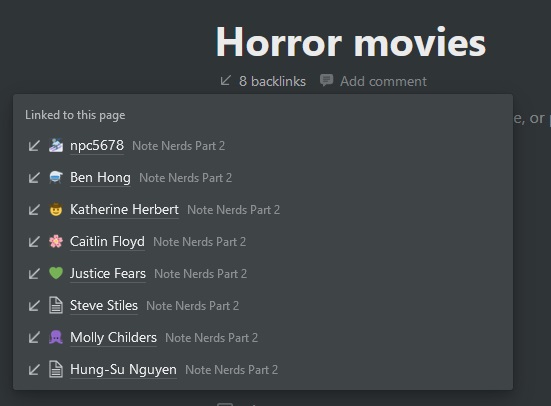 Horror movies
8 backlinks Add comment
Linked to this page
e, or
npc5678 Note Nerds Part 2
Ben Hong Note Nerds Part 2
Katherine Herbert Note Nerds Part 2
Caitlin Floyd Note Nerds Part 2
Justice Fears Note Nerds Part 2
Steve Stiles Note Nerds Part 2
Molly Childers Note Nerds Part 2
Hung-Su Nguyen Note Nerds Part 2